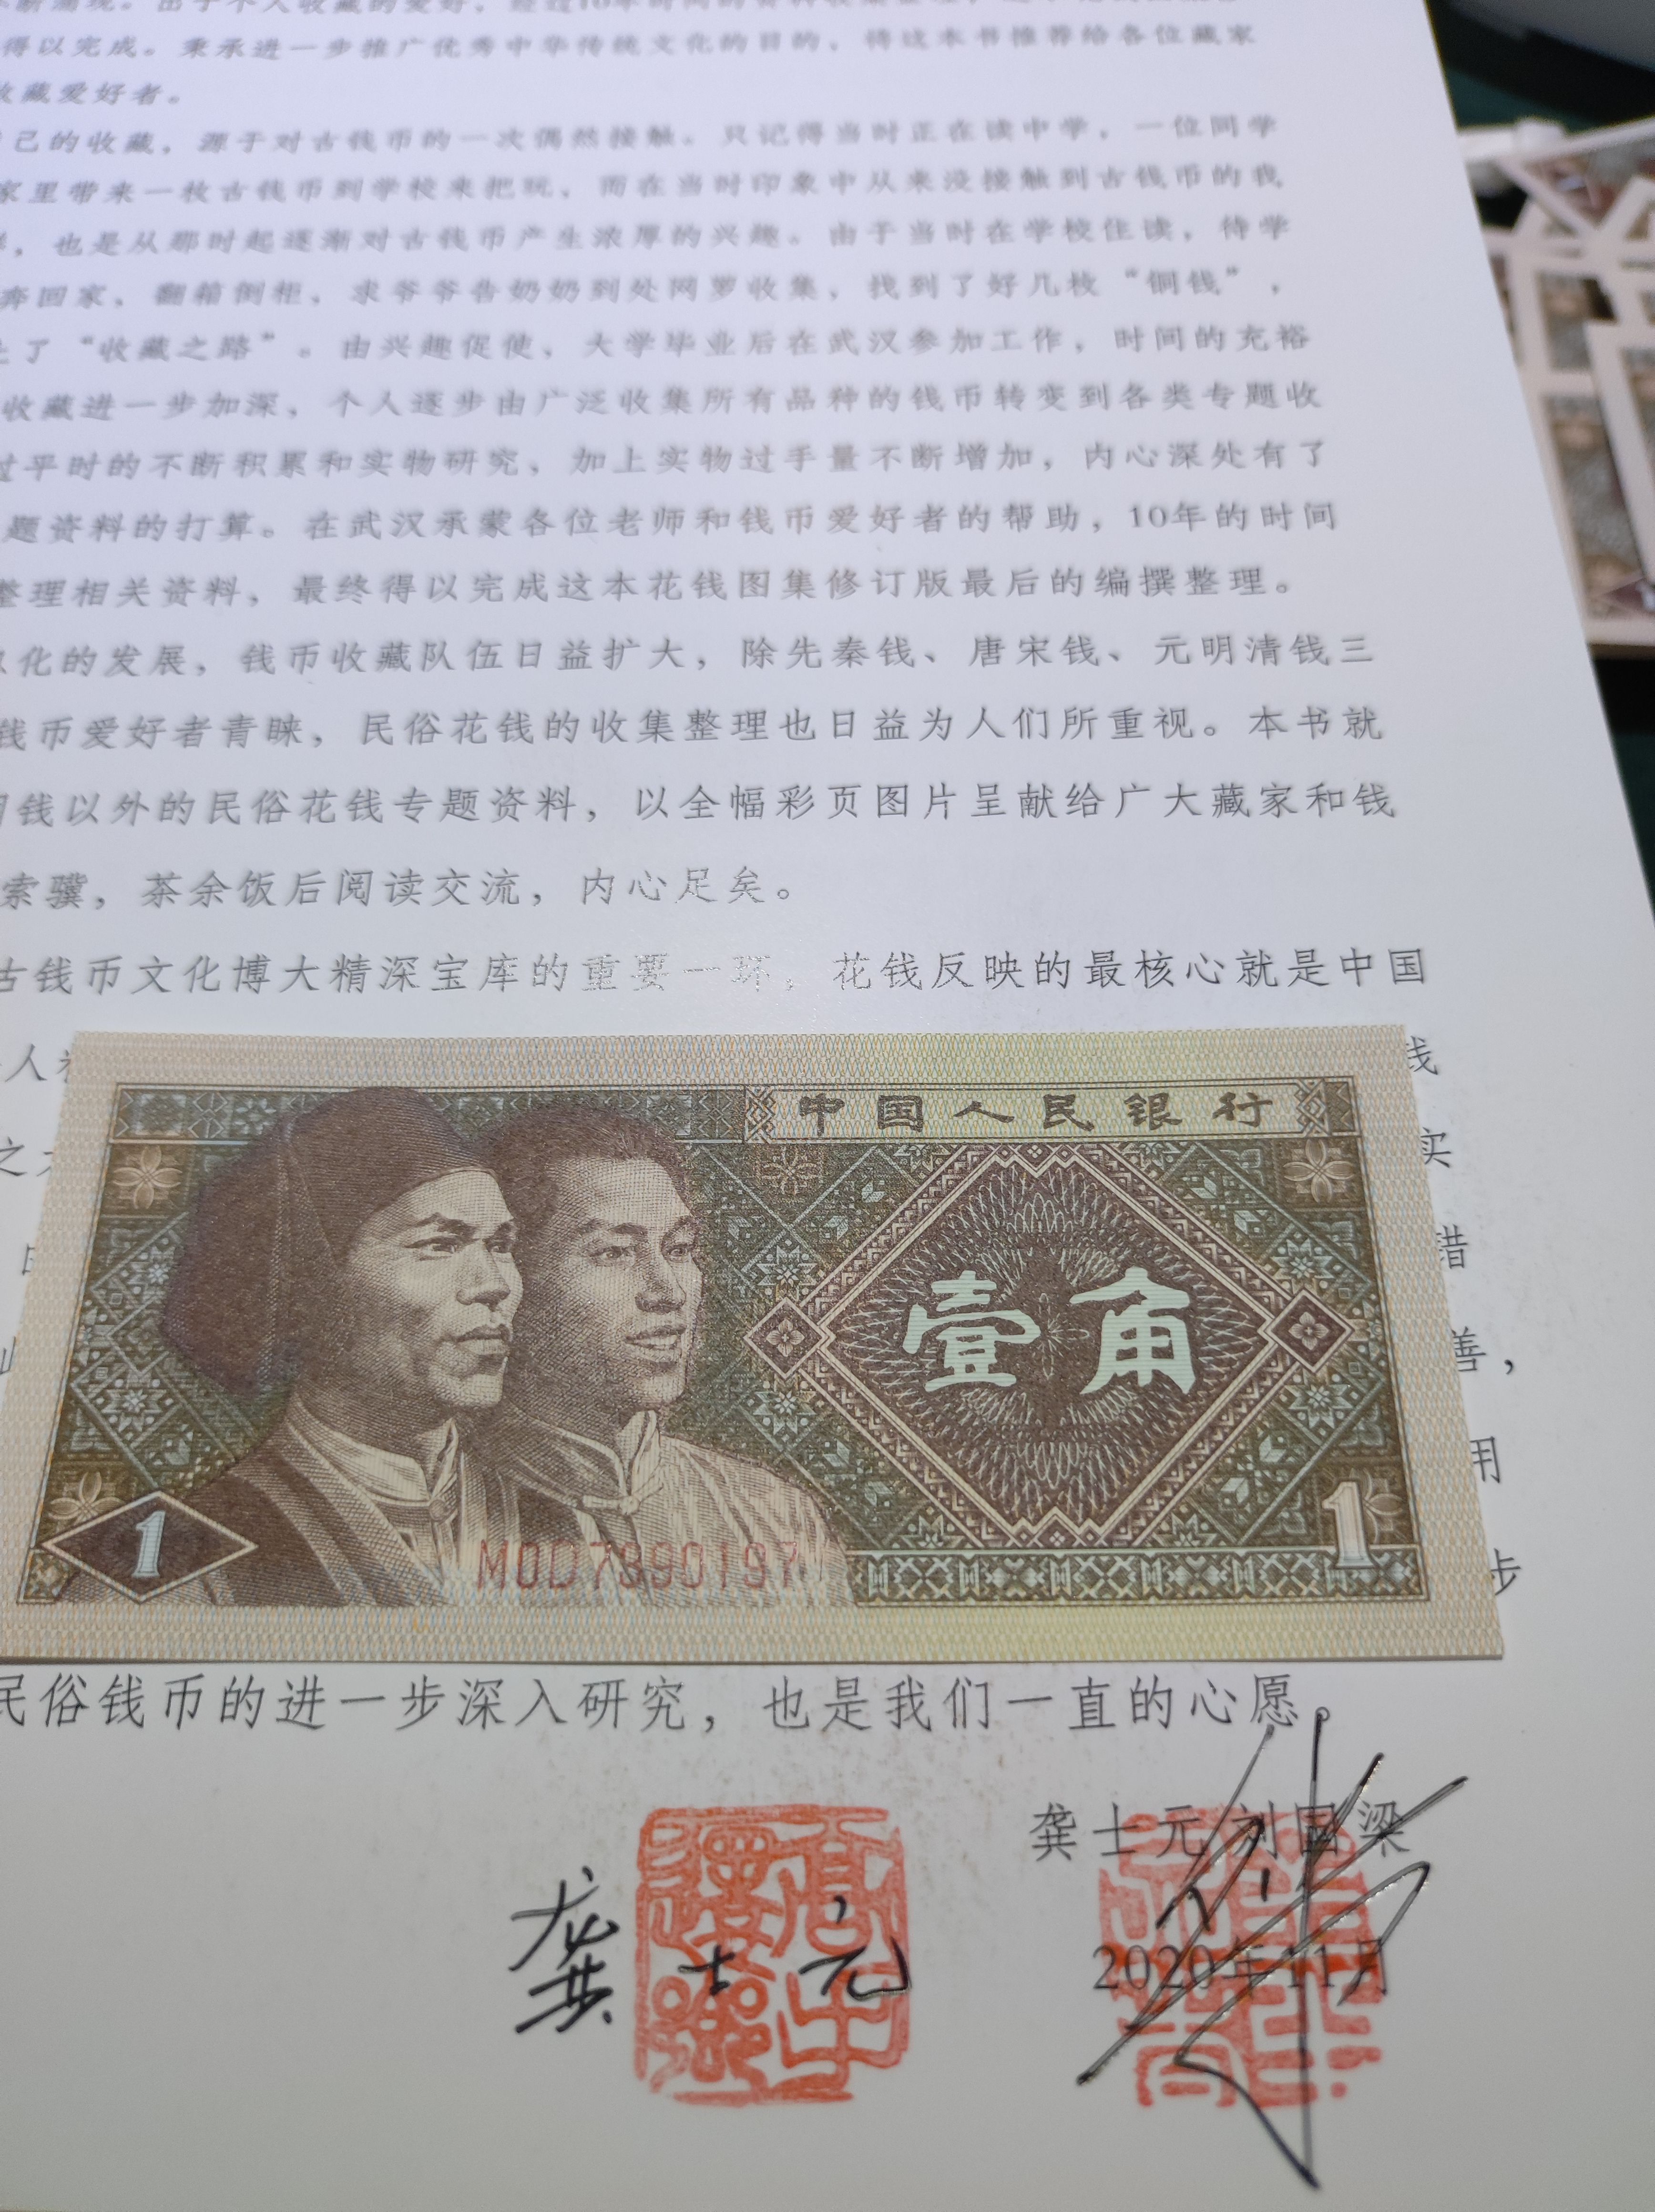 得以完成。秉承进一步推广优秀中华传统文化的目的，将这本书推荐给各位藏家
收藏爱好者。
己的收藏，源于对古钱币的一次偶然接触。只记得当时正在读中学，一位同学
家里带来一枚古钱币到学校来把玩，而在当时印象中从来没接触到古钱币的我
，也是从那时起逐渐对古钱币产生浓厚的兴趣。由于当时在学校住读，待学
奔回家，翻箱倒柜，求爷爷告奶奶到处网罗收集，找到了好几枚“铜钱”，
了“收藏之路”。由兴趣促使，大学毕业后在武汉参加工作，时间的充裕
收藏进一步加深，个人逐步由广泛收集所有品种的钱币转变到各类专题收
过平时的不断积累和实物研究，加上实物过手量不断增加，内心深处有了
题资料的打算。在武汉承蒙各位老师和钱币爱好者的帮助，10年的时间
整理相关资料，最终得以完成这本花钱图集修订版最后的编撰整理。
化的发展，钱币收藏队伍日益扩大，除先秦钱、唐宋钱、元明清钱三
钱币爱好者青睐，民俗花钱的收集整理也日益为人们所重视。本书就
用钱以外的民俗花钱专题资料，以全幅彩页图片呈献给广大藏家和钱
索骥，茶余饭后阅读交流，内心足矣。
古钱币文化博大精深宝库的重要一环，花钱反映的最核心就是中国
人
钱
之
实
错
善，
用
步
中国人民银行
壹角
1
1
M0D7890197
民俗钱币的进一步深入研究，也是我们一直的心愿。
龚士元 刘国梁
龚士元
2020年11月